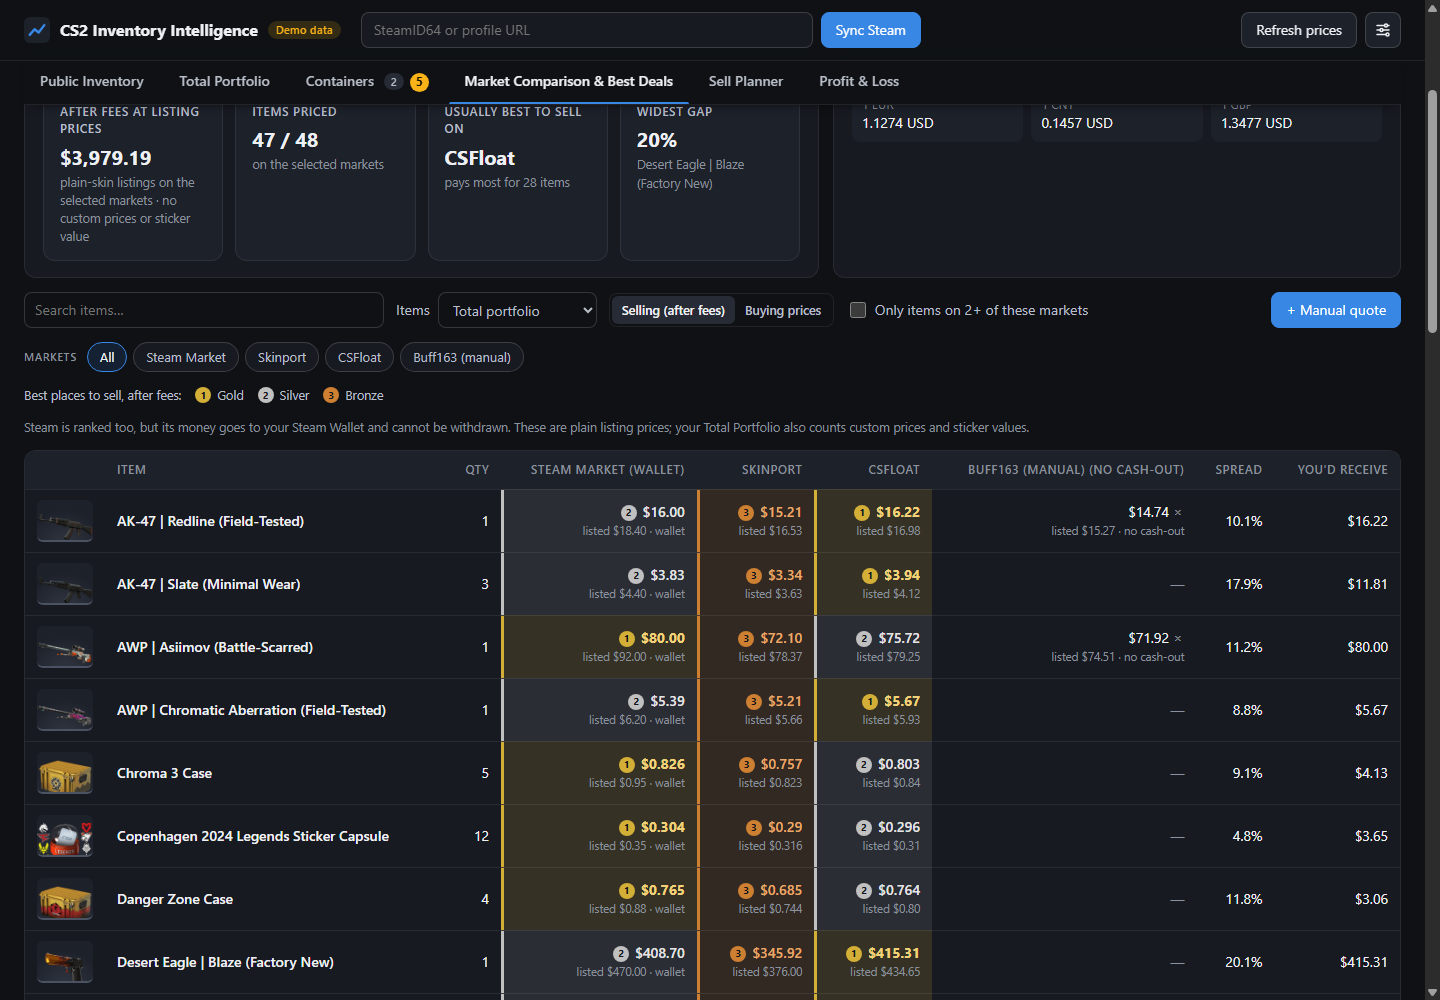 CS2 Inventory Intelligence Demo data SteamID64 or profile URL Sync Steam Refresh prices
Public Inventory Total Portfolio Containers 2 5 Market Comparison & Best Deals Sell Planner Profit & Loss
AFTER FEES AT LISTING PRICES
$3,979.19
plain-skin listings on the selected markets · no custom prices or sticker value
ITEMS PRICED
47 / 48
on the selected markets
USUALLY BEST TO SELL ON
CSFloat
pays most for 28 items
WIDEST GAP
20%
Desert Eagle | Blaze (Factory New)
1 EUR 1 CNY 1 GBP
1.1274 USD 0.1457 USD 1.3477 USD
Search items... Items Total portfolio Selling (after fees) Buying prices Only items on 2+ of these markets + Manual quote
MARKETS All Steam Market Skinport CSFloat Buff163 (manual)
Best places to sell, after fees: 1 Gold 2 Silver 3 Bronze
Steam is ranked too, but its money goes to your Steam Wallet and cannot be withdrawn. These are plain listing prices; your Total Portfolio also counts custom prices and sticker values.
ITEM QTY STEAM MARKET (WALLET) SKINPORT CSFLOAT BUFF163 (MANUAL) (NO CASH-OUT) SPREAD YOU'D RECEIVE
AK-47 | Redline (Field-Tested) 1 2 $16.00 3 $15.21 1 $16.22 $14.74 × 10.1% $16.22
listed $18.40 · wallet listed $16.53 listed $16.98 listed $15.27 · no cash-out
AK-47 | Slate (Minimal Wear) 3 2 $3.83 3 $3.34 1 $3.94 — 17.9% $11.81
listed $4.40 · wallet listed $3.63 listed $4.12
AWP | Asiimov (Battle-Scarred) 1 1 $80.00 3 $72.10 2 $75.72 $71.92 × 11.2% $80.00
listed $92.00 · wallet listed $78.37 listed $79.25 listed $74.51 · no cash-out
AWP | Chromatic Aberration (Field-Tested) 1 2 $5.39 3 $5.21 1 $5.67 — 8.8% $5.67
listed $6.20 · wallet listed $5.66 listed $5.93
Chroma 3 Case 5 1 $0.826 3 $0.757 2 $0.803 — 9.1% $4.13
listed $0.95 · wallet listed $0.823 listed $0.84
Copenhagen 2024 Legends Sticker Capsule 12 1 $0.304 3 $0.29 2 $0.296 — 4.8% $3.65
listed $0.35 · wallet listed $0.316 listed $0.31
Danger Zone Case 4 1 $0.765 3 $0.685 2 $0.764 — 11.8% $3.06
listed $0.88 · wallet listed $0.744 listed $0.80
Desert Eagle | Blaze (Factory New) 1 2 $408.70 3 $345.92 1 $415.31 — 20.1% $415.31
listed $470.00 · wallet listed $376.00 listed $434.65